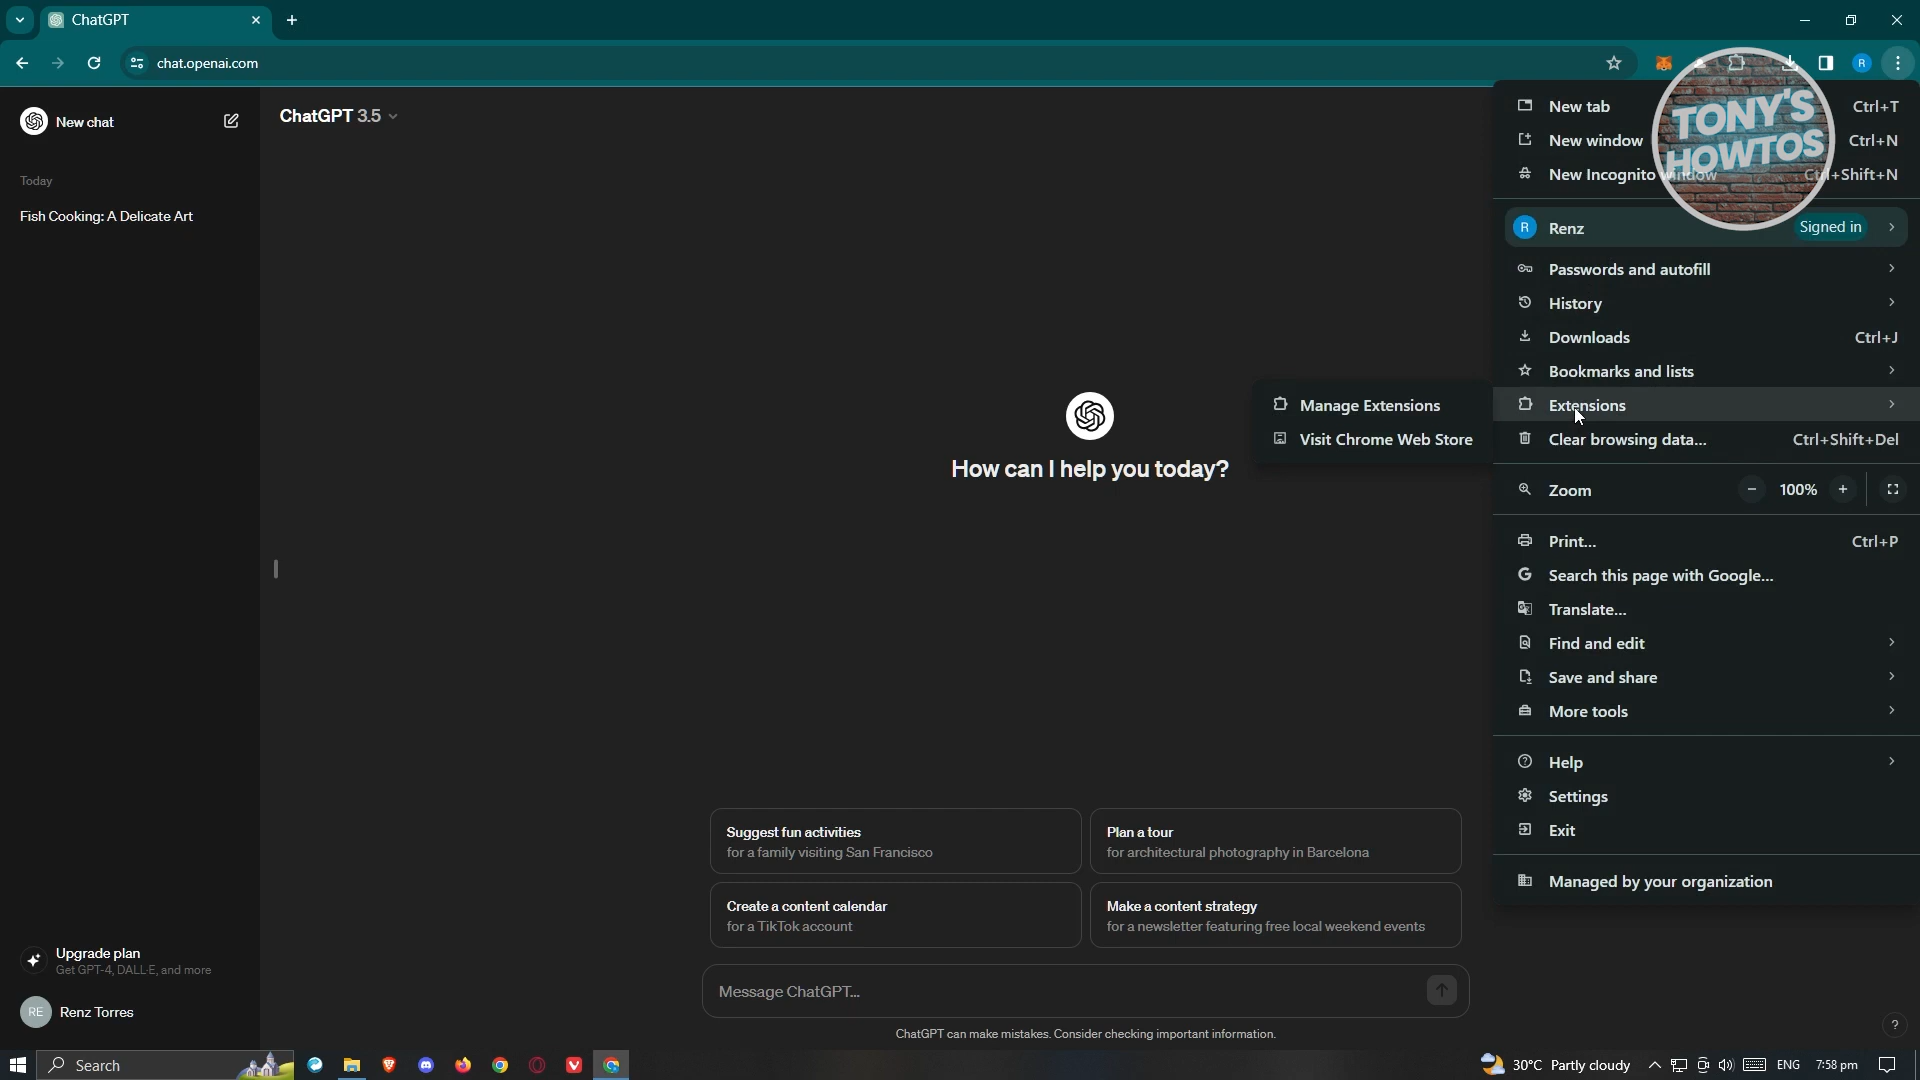 ChatGPT
chat.openai.com
R
New chat
Today
Fish Cooking: A Delicate Art
ChatGPT 3.5
How can I help you today?
Suggest fun activities
for a family visiting San Francisco
Plan a tour
for architectural photography in Barcelona
Create a content calendar
for a TikTok account
Make a content strategy
for a newsletter featuring free local weekend events
Message ChatGPT...
ChatGPT can make mistakes. Consider checking important information.
Upgrade plan
Get GPT-4, DALL·E, and more
RE Renz Torres
?
TONY'S
HOWTOS
New tab Ctrl+T
New window Ctrl+N
New Incognito window Ctrl+Shift+N
R Renz Signed in
Passwords and autofill
History
Downloads Ctrl+J
Bookmarks and lists
Extensions
Manage Extensions
Visit Chrome Web Store
Clear browsing data... Ctrl+Shift+Del
Zoom − 100% +
Print... Ctrl+P
Search this page with Google...
Translate...
Find and edit
Save and share
More tools
Help
Settings
Exit
Managed by your organization
Search
30°C Partly cloudy ENG 7:58 pm